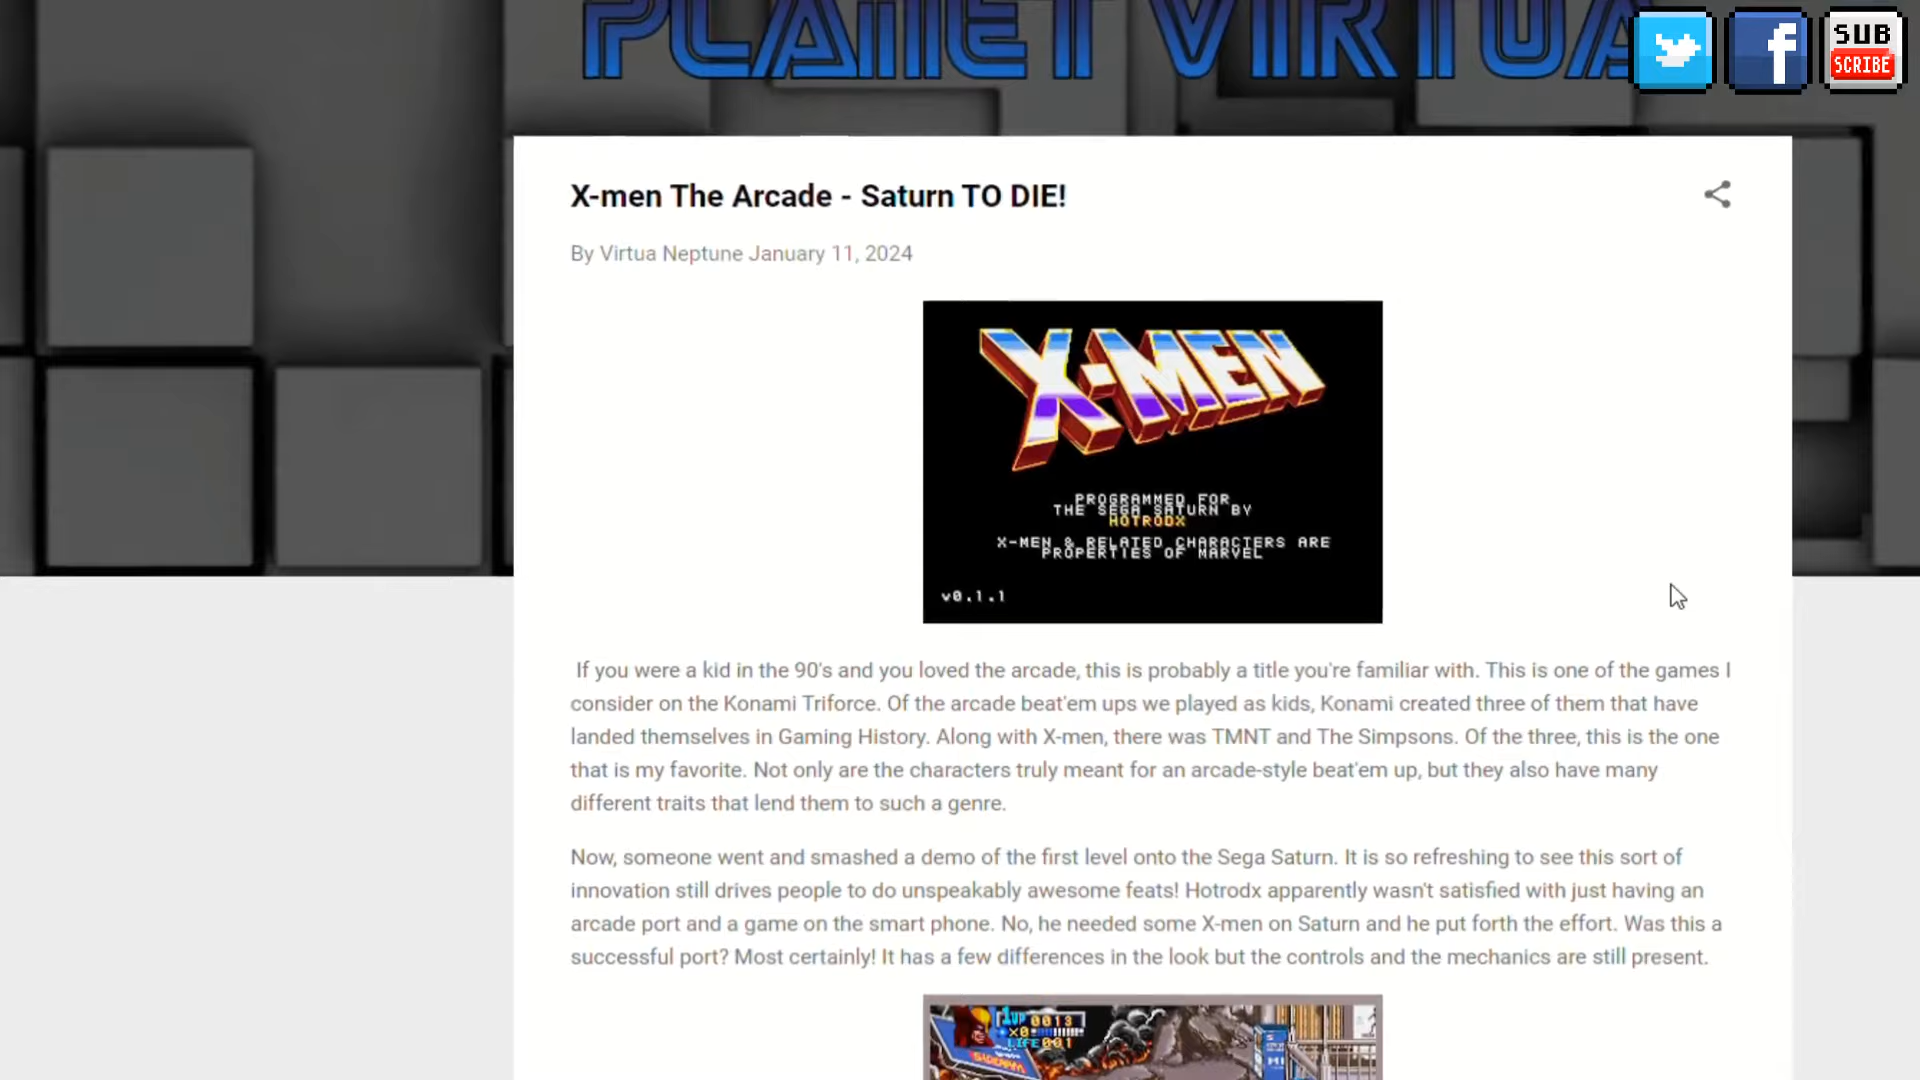 PLANET VIRTUA
SUB
SCRIBE
X-men The Arcade - Saturn TO DIE!
By Virtua Neptune January 11, 2024
X-MEN
PROGRAMMED FOR
THE SEGA SATURN BY
HOTRODX
X-MEN & RELATED CHARACTERS ARE
PROPERTIES OF MARVEL
v0.1.1
If you were a kid in the 90's and you loved the arcade, this is probably a title you're familiar with. This is one of the games I
consider on the Konami Triforce. Of the arcade beat'em ups we played as kids, Konami created three of them that have
landed themselves in Gaming History. Along with X-men, there was TMNT and The Simpsons. Of the three, this is the one
that is my favorite. Not only are the characters truly meant for an arcade-style beat'em up, but they also have many
different traits that lend them to such a genre.
Now, someone went and smashed a demo of the first level onto the Sega Saturn. It is so refreshing to see this sort of
innovation still drives people to do unspeakably awesome feats! Hotrodx apparently wasn't satisfied with just having an
arcade port and a game on the smart phone. No, he needed some X-men on Saturn and he put forth the effort. Was this a
successful port? Most certainly! It has a few differences in the look but the controls and the mechanics are still present.
1UP 0013
x0
LIFE 001